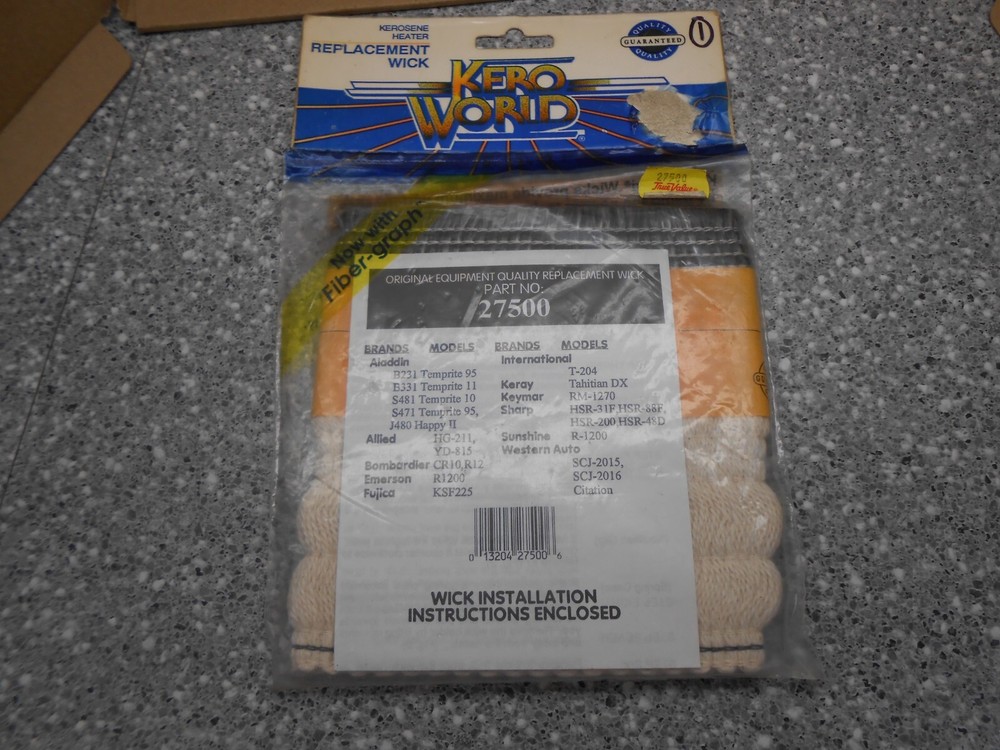 KEROSENE
HEATER
REPLACEMENT
WICK
KERO
WORLD
®
QUALITY
GUARANTEED
QUALITY
1
27500
True Value
Now with
Fiber-graph
ORIGINAL EQUIPMENT QUALITY REPLACEMENT WICK
PART NO:
27500
BRANDS MODELS BRANDS MODELS
Aladdin International
B231 Temprite 95 T-204
B331 Temprite 11 Keray Tahitian DX
S481 Temprite 10 Keymar RM-1270
S471 Temprite 95, Sharp HSR-31F, HSR-88F,
J480 Happy II HSR-200 HSR-48D
Allied HG-211, Sunshine R-1200
YD-815 Western Auto
Bombardier CR10, R12 SCJ-2015,
Emerson R1200 SCJ-2016
Fujica KSF225 Citation
0 13204 27500 6
WICK INSTALLATION
INSTRUCTIONS ENCLOSED